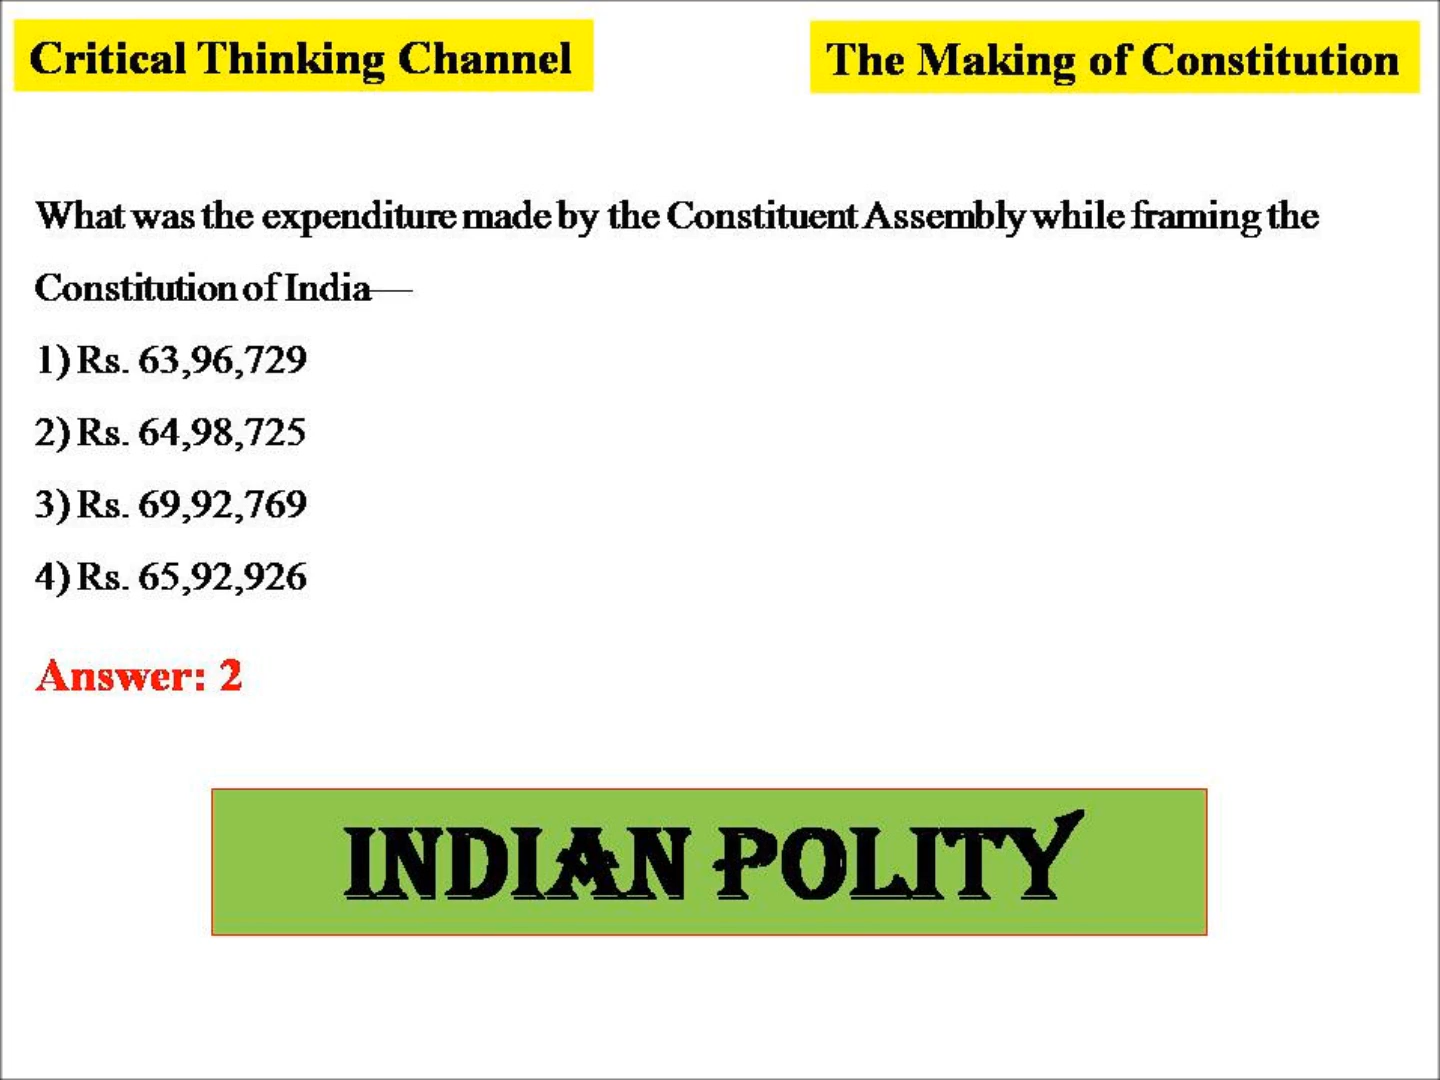 Critical Thinking Channel
The Making of Constitution
What was the expenditure made by the Constituent Assembly while framing the
Constitution of India—
1) Rs. 63,96,729
2) Rs. 64,98,725
3) Rs. 69,92,769
4) Rs. 65,92,926
Answer: 2
INDIAN POLITY